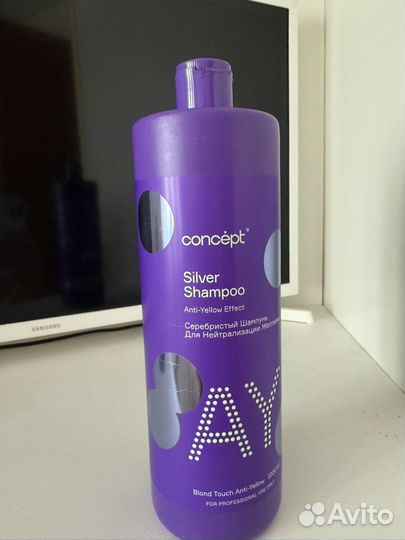 concépt®
Silver
Shampoo
Anti-Yellow Effect
Серебристый Шампунь
Для Нейтрализации
SAMSUNG
AY
Blond Touch Anti-Yellow
FOR PROFESSIONAL USE ONLY
Avito